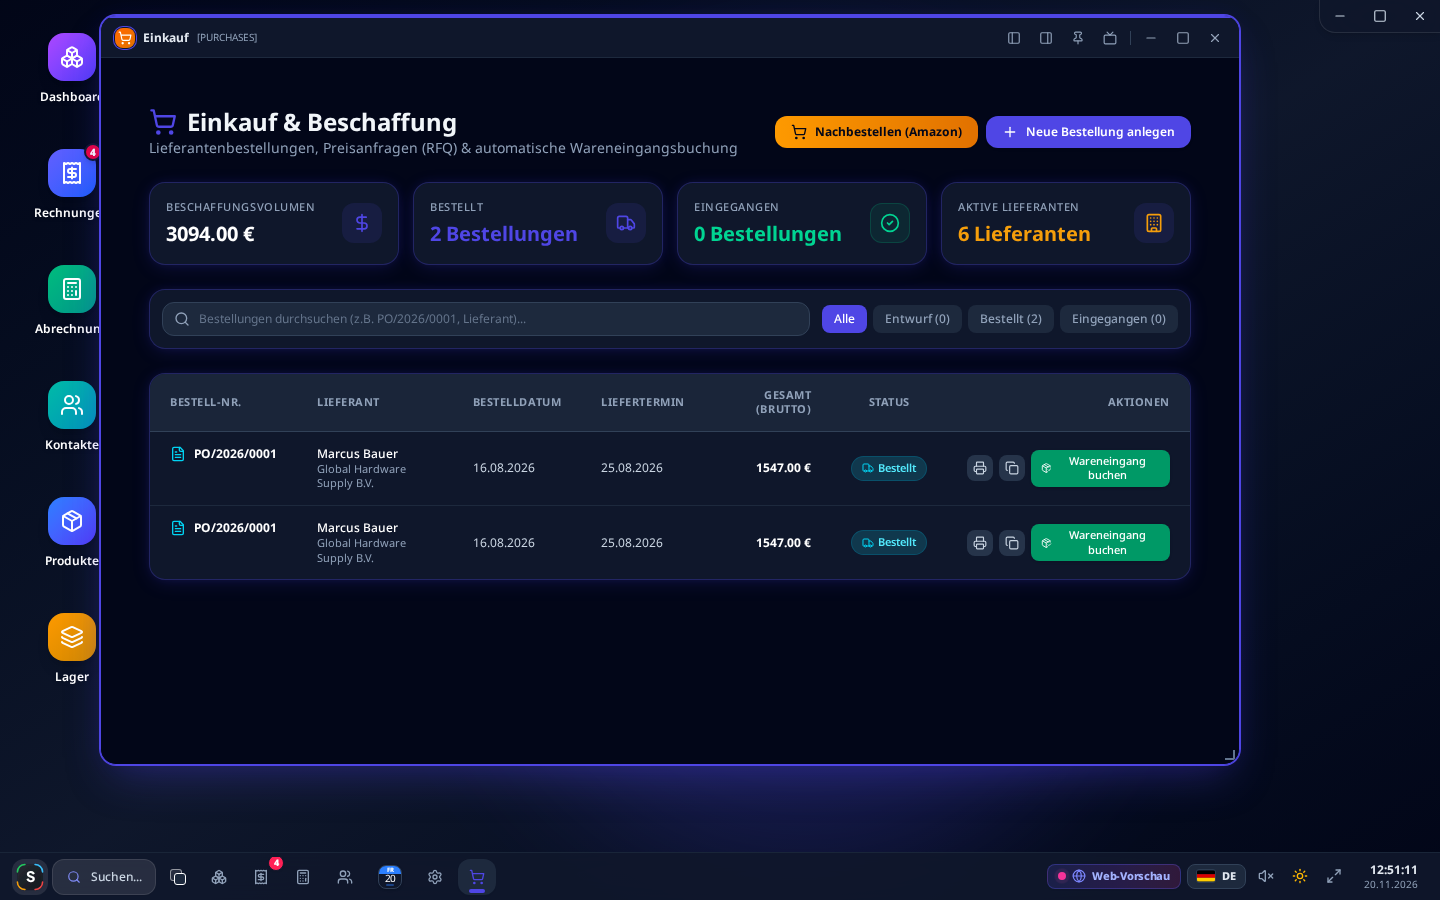 Einkauf [PURCHASES]
Dashboard
4
Rechnunge
Abrechnun
Kontakte
Produkte
Lager
Einkauf & Beschaffung
Lieferantenbestellungen, Preisanfragen (RFQ) & automatische Wareneingangsbuchung
Nachbestellen (Amazon)
Neue Bestellung anlegen
BESCHAFFUNGSVOLUMEN
3094.00 €
BESTELLT
2 Bestellungen
EINGEGANGEN
0 Bestellungen
AKTIVE LIEFERANTEN
6 Lieferanten
Bestellungen durchsuchen (z.B. PO/2026/0001, Lieferant)...
Alle
Entwurf (0)
Bestellt (2)
Eingegangen (0)
BESTELL-NR.
LIEFERANT
BESTELLDATUM
LIEFERTERMIN
GESAMT
(BRUTTO)
STATUS
AKTIONEN
PO/2026/0001
Marcus Bauer
Global Hardware
Supply B.V.
16.08.2026
25.08.2026
1547.00 €
Bestellt
Wareneingang
buchen
PO/2026/0001
Marcus Bauer
Global Hardware
Supply B.V.
16.08.2026
25.08.2026
1547.00 €
Bestellt
Wareneingang
buchen
S
Suchen...
4
FR
20
Web-Vorschau
DE
12:51:11
20.11.2026